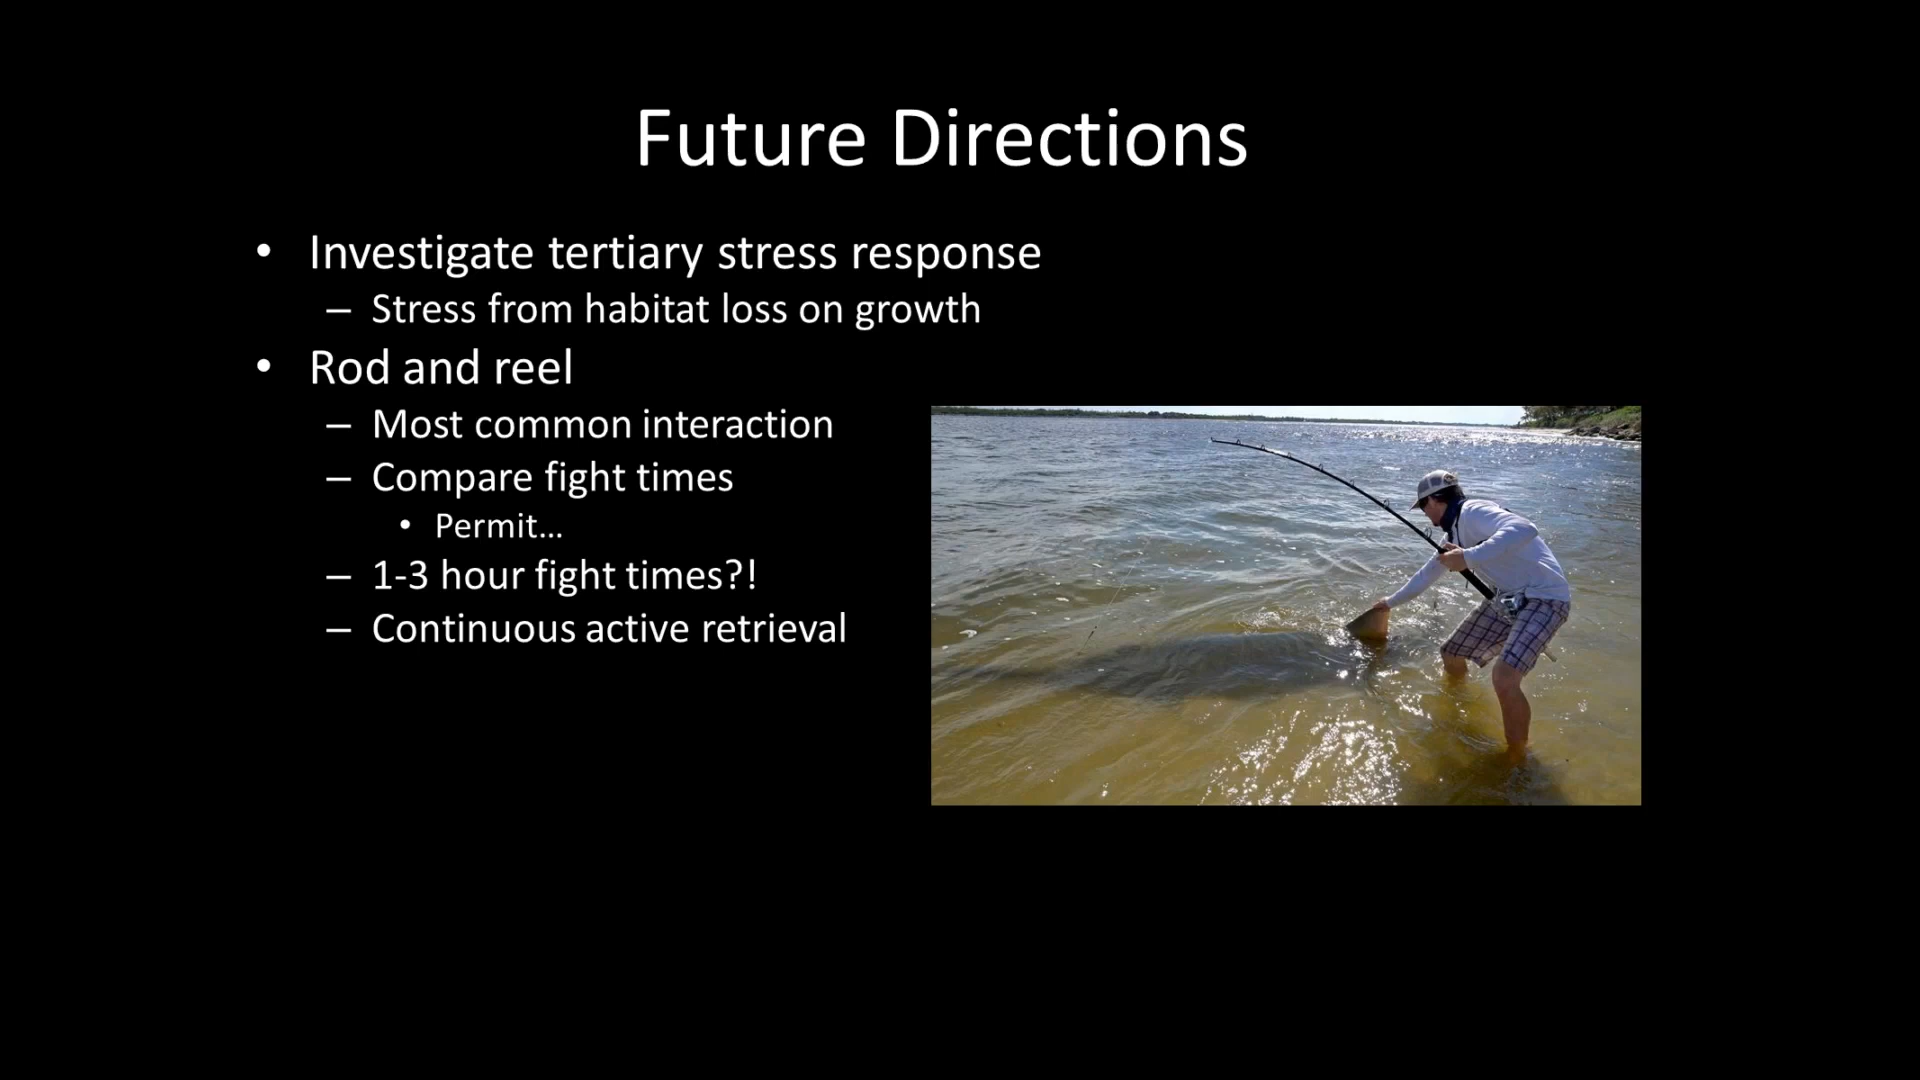 Future Directions
• Investigate tertiary stress response
– Stress from habitat loss on growth
• Rod and reel
– Most common interaction
– Compare fight times
• Permit...
– 1-3 hour fight times?!
– Continuous active retrieval